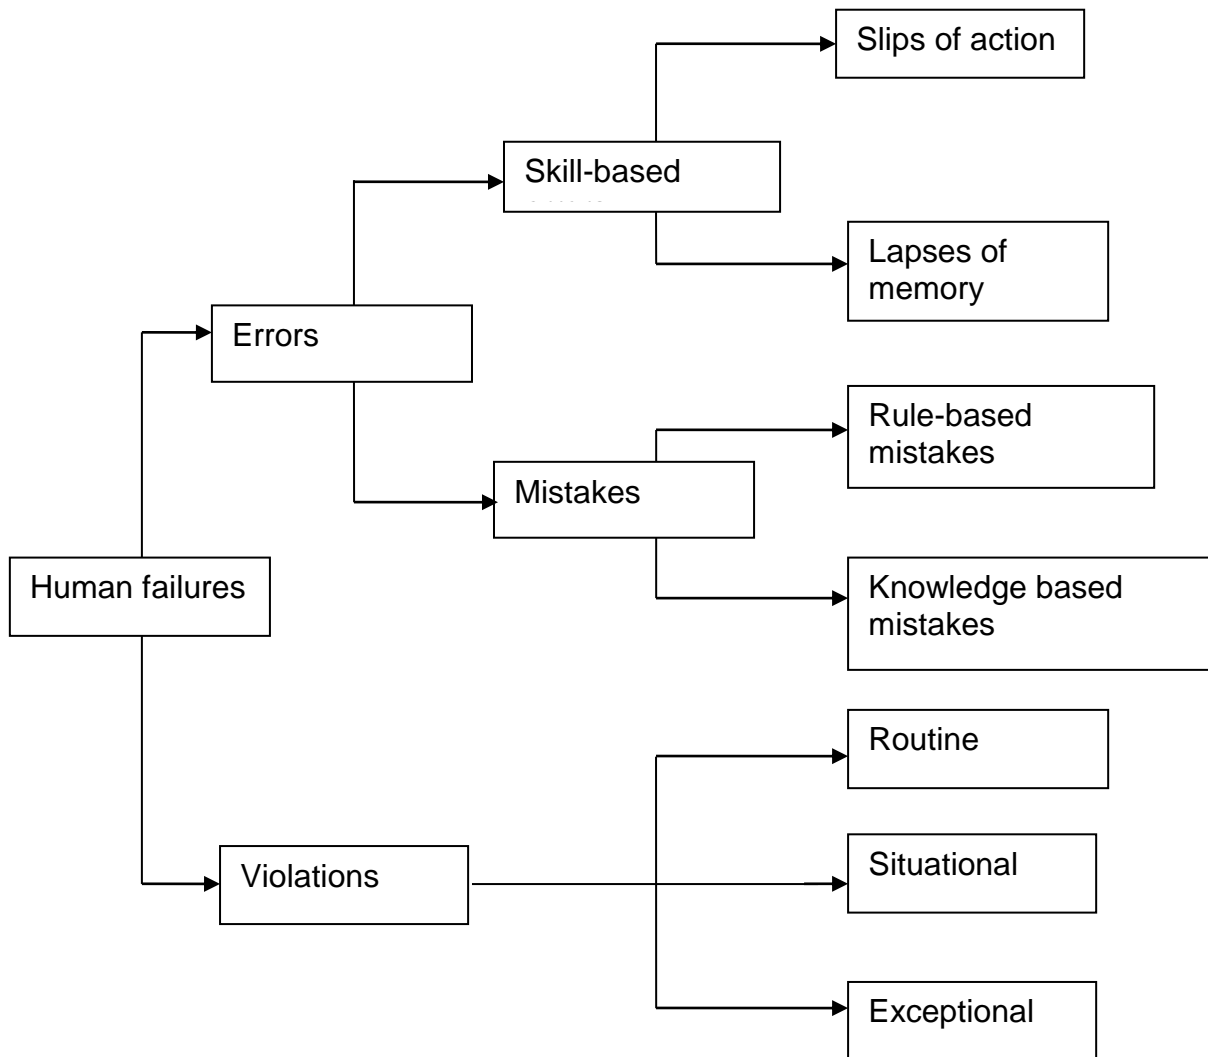 Slips of action
Skill-based
Lapses of
memory
Errors
Rule-based
mistakes
Mistakes
Human failures
Knowledge based
mistakes
Routine
Violations
Situational
Exceptional